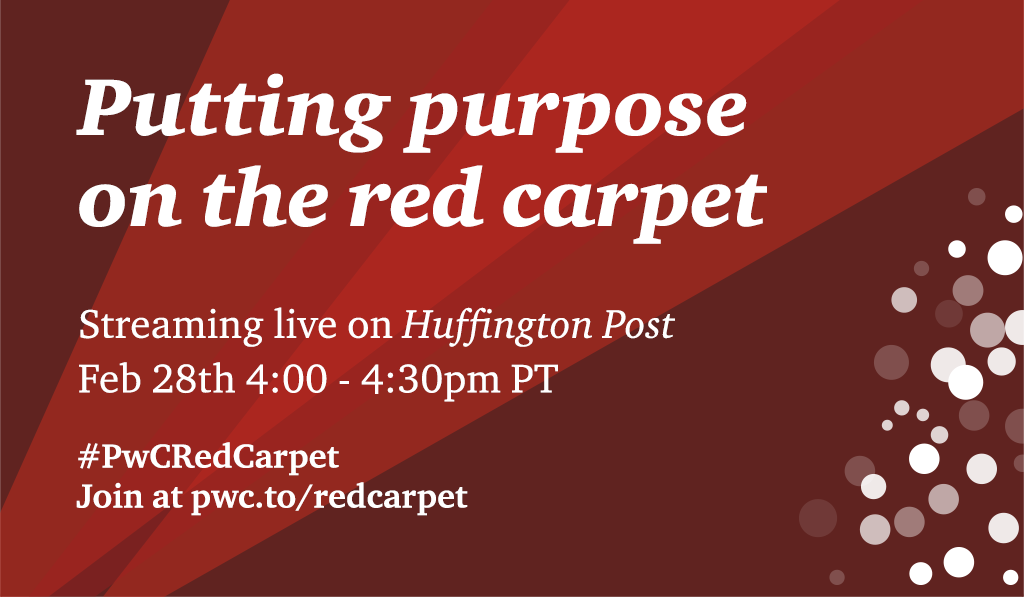 Putting purpose
on the red carpet
Streaming live on Huffington Post
Feb 28th 4:00 - 4:30pm PT
#PwCRedCarpet
Join at pwc.to/redcarpet